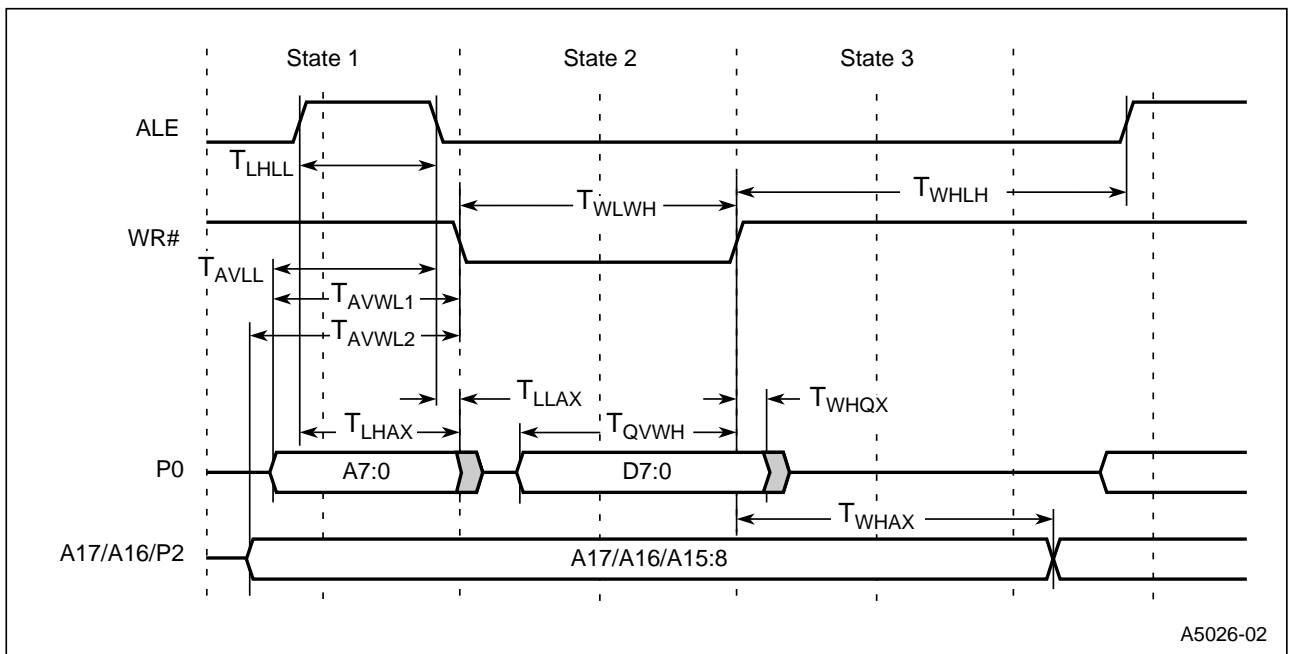 State 1 State 2 State 3
ALE
TLHLL
TWLWH TWHLH
WR#
TAVLL
TAVWL1
TAVWL2
TLLAX TWHQX
TLHAX TQVWH
P0 A7:0 D7:0
TWHAX
A17/A16/P2 A17/A16/A15:8
A5026-02